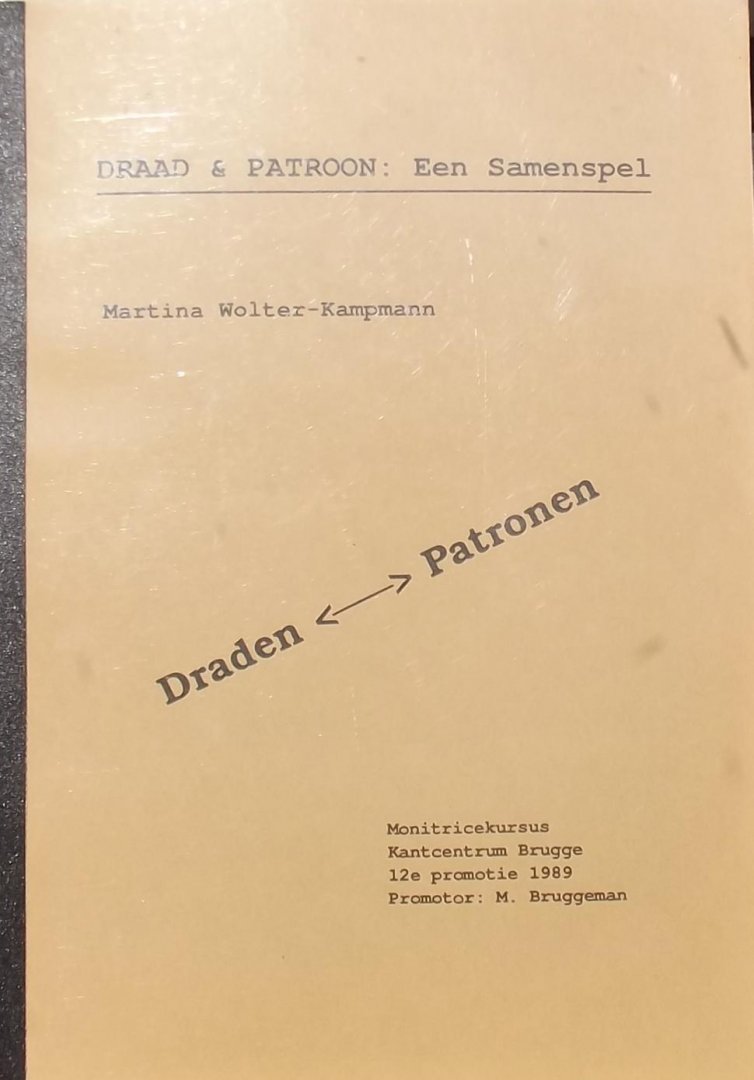 DRAAD & PATROON: Een Samenspel
Martina Wolter-Kampmann
Draden <--> Patronen
Monitricekursus
Kantcentrum Brugge
12e promotie 1989
Promotor: M. Bruggeman